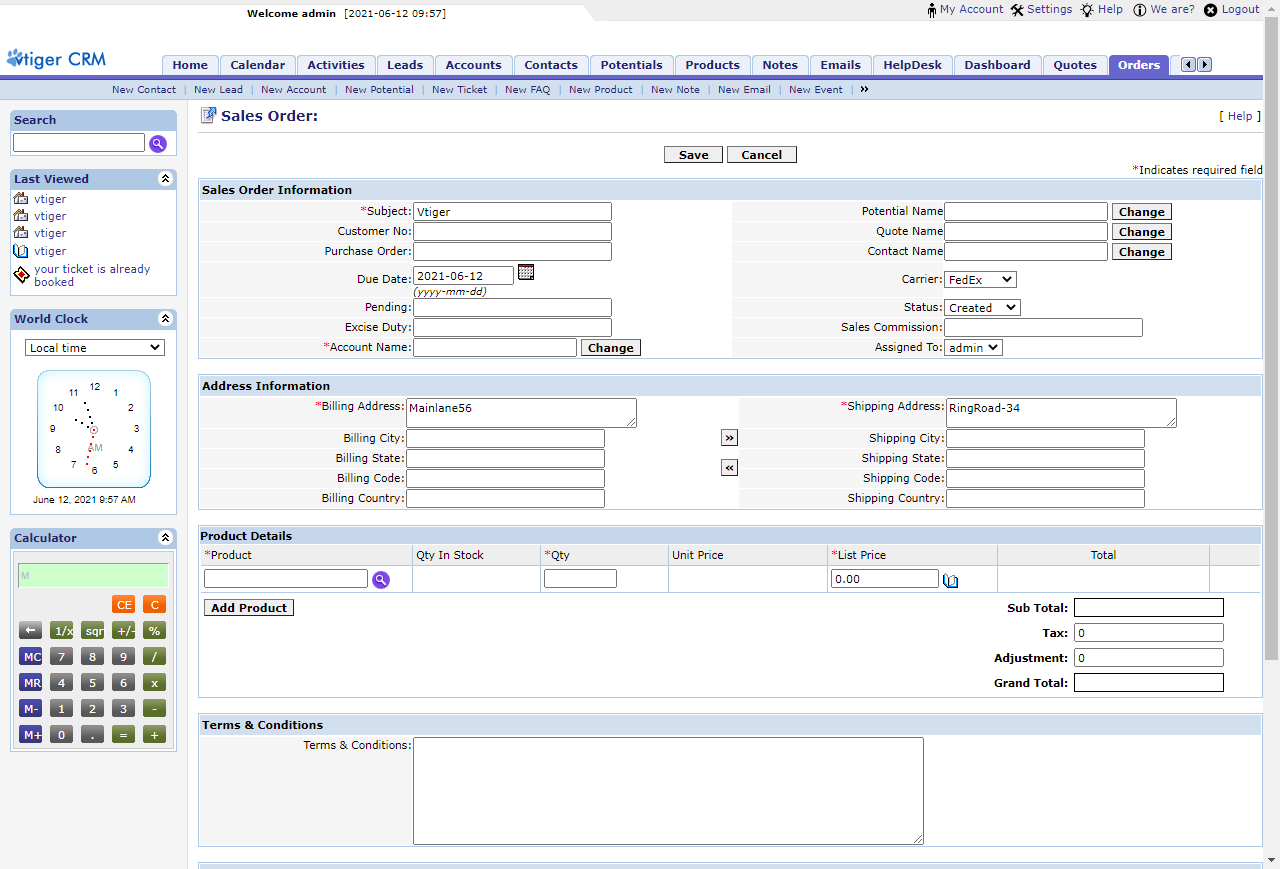 Welcome admin [2021-06-12 09:57]
My Account Settings Help We are? Logout
vtiger CRM
Home Calendar Activities Leads Accounts Contacts Potentials Products Notes Emails HelpDesk Dashboard Quotes Orders
New Contact | New Lead | New Account | New Potential | New Ticket | New FAQ | New Product | New Note | New Email | New Event | »
Search
Last Viewed
vtiger
vtiger
vtiger
vtiger
your ticket is already
booked
World Clock
Local time
12
11 1
10 2
9 3
8 AM 4
7 5
6
June 12, 2021 9:57 AM
Calculator
M
CE C
← 1/x sqr +/- %
MC 7 8 9 /
MR 4 5 6 x
M- 1 2 3 -
M+ 0 . = +
Sales Order:
[ Help ]
Save Cancel
*Indicates required field
Sales Order Information
*Subject: Vtiger Potential Name Change
Customer No: Quote Name Change
Purchase Order: Contact Name Change
Due Date: 2021-06-12 Carrier: FedEx
(yyyy-mm-dd)
Pending: Status: Created
Excise Duty: Sales Commission:
*Account Name: Change Assigned To: admin
Address Information
*Billing Address: Mainlane56 *Shipping Address: RingRoad-34
Billing City: » Shipping City:
Billing State: Shipping State:
« 
Billing Code: Shipping Code:
Billing Country: Shipping Country:
Product Details
*Product Qty In Stock *Qty Unit Price *List Price Total
0.00
Add Product Sub Total:
Tax: 0
Adjustment: 0
Grand Total:
Terms & Conditions
Terms & Conditions: